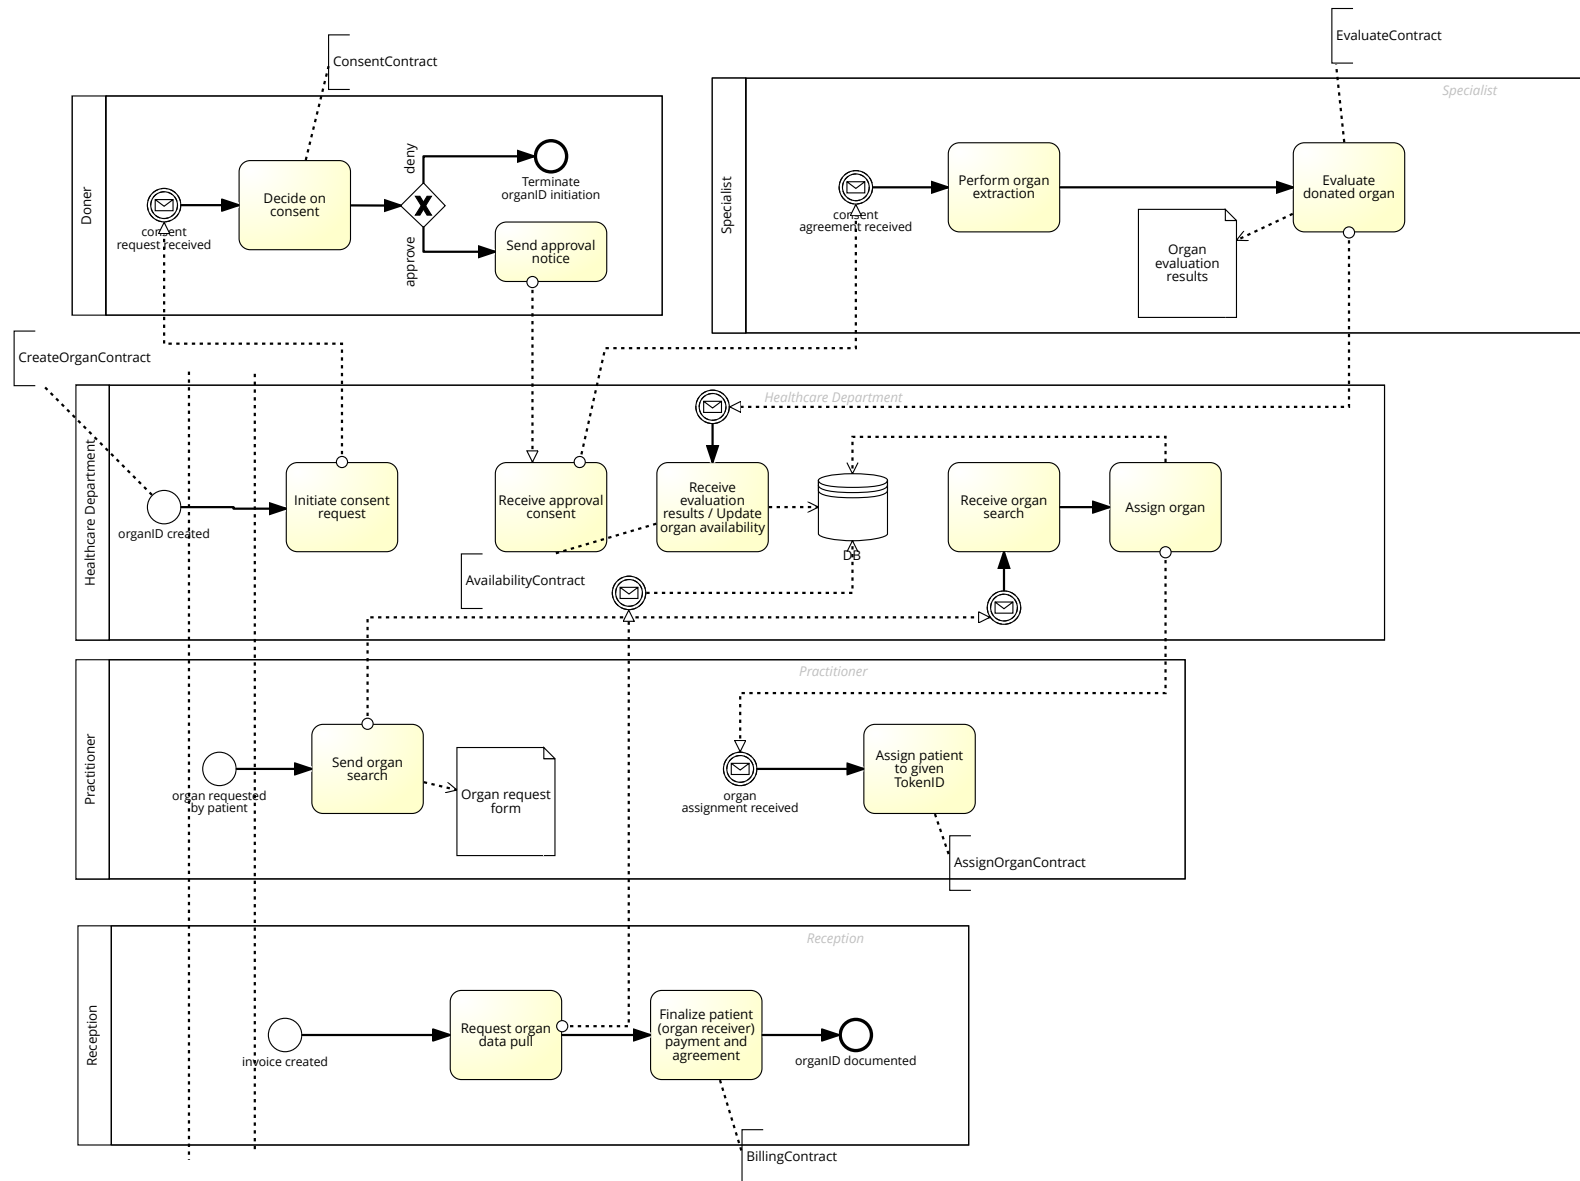 ConsentContract
EvaluateContract
Doner
consent
request received
Decide on
consent
deny
approve
Terminate
organID initiation
Send approval
notice
Specialist
Specialist
consent
agreement received
Perform organ
extraction
Evaluate
donated organ
Organ
evaluation
results
CreateOrganContract
Healthcare Department
Healthcare Department
organID created
Initiate consent
request
Receive approval
consent
Receive
evaluation
results / Update
organ availability
DB
Receive organ
search
Assign organ
AvailabilityContract
Practitioner
Practitioner
organ requested
by patient
Send organ
search
Organ request
form
organ
assignment received
Assign patient
to given
TokenID
AssignOrganContract
Reception
Reception
invoice created
Request organ
data pull
Finalize patient
(organ receiver)
payment and
agreement
organID documented
BillingContract